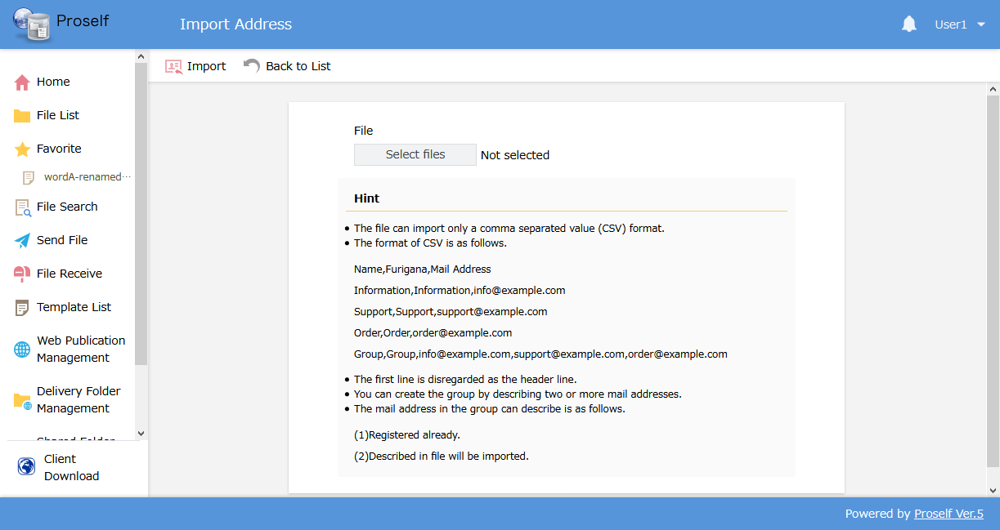 Proself
Import Address
User1
Import
Back to List
Home
File List
Favorite
wordA-renamed···
File Search
Send File
File Receive
Template List
Web Publication
Management
Delivery Folder
Management
Shared Folder
Client
Download
File
Select files
Not selected
Hint
• The file can import only a comma separated value (CSV) format.
• The format of CSV is as follows.
Name,Furigana,Mail Address
Information,Information,info@example.com
Support,Support,support@example.com
Order,Order,order@example.com
Group,Group,info@example.com,support@example.com,order@example.com
• The first line is disregarded as the header line.
• You can create the group by describing two or more mail addresses.
• The mail address in the group can describe is as follows.
(1)Registered already.
(2)Described in file will be imported.
Powered by Proself Ver.5